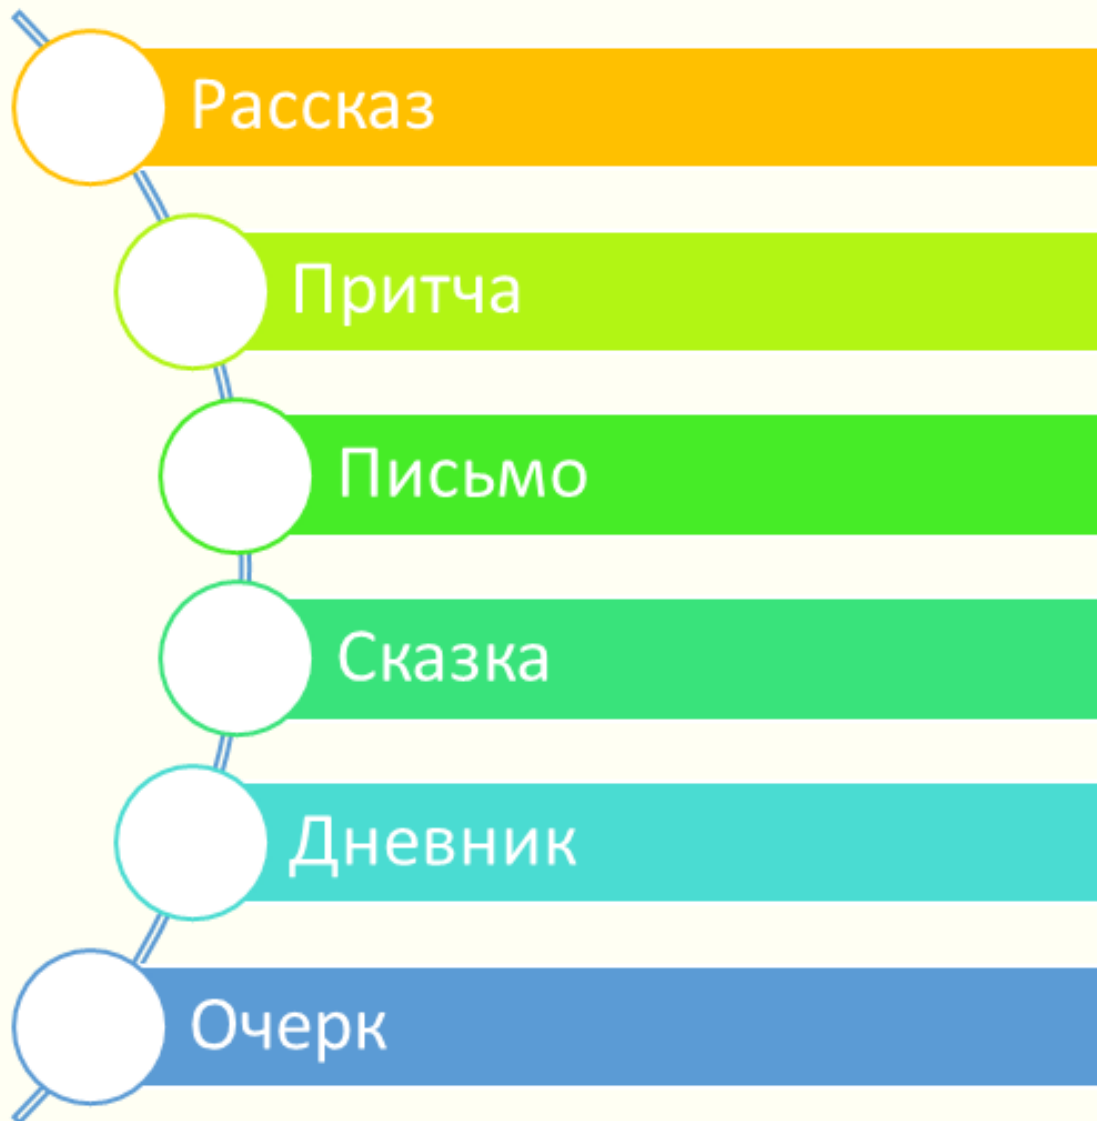 Рассказ
Притча
Письмо
Сказка
Дневник
Очерк